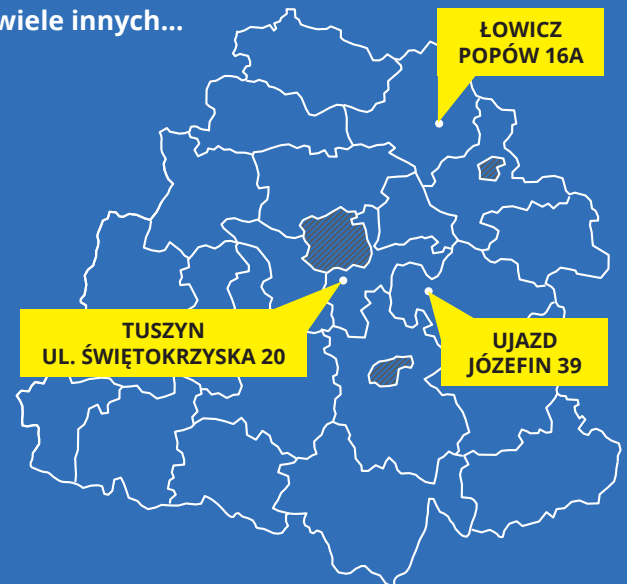 wiele innych...
ŁOWICZ
POPÓW 16A
TUSZYN
UL. ŚWIĘTOKRZYSKA 20
UJAZD
JÓZEFIN 39